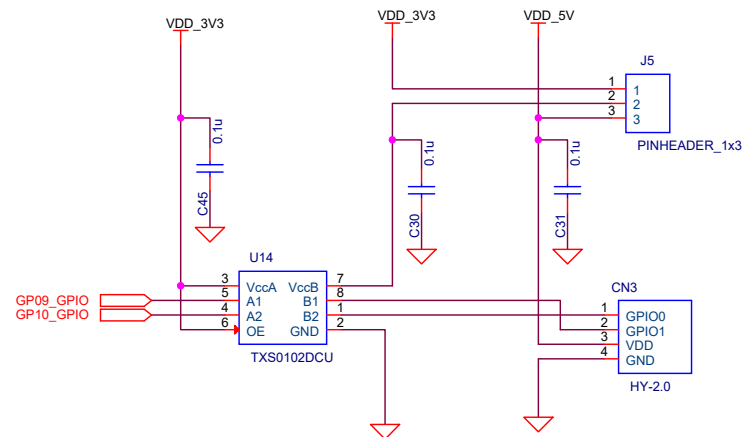 VDD_3V3
VDD_3V3
VDD_5V
J5
1 1
2 2
3 3
PINHEADER_1x3
0.1u
C45
0.1u
C30
0.1u
C31
U14
3 VccA VccB 7
GP09_GPIO 5 A1 B1 8
GP10_GPIO 4 A2 B2 1
6 OE GND 2
TXS0102DCU
CN3
1 GPIO0
2 GPIO1
3 VDD
4 GND
HY-2.0